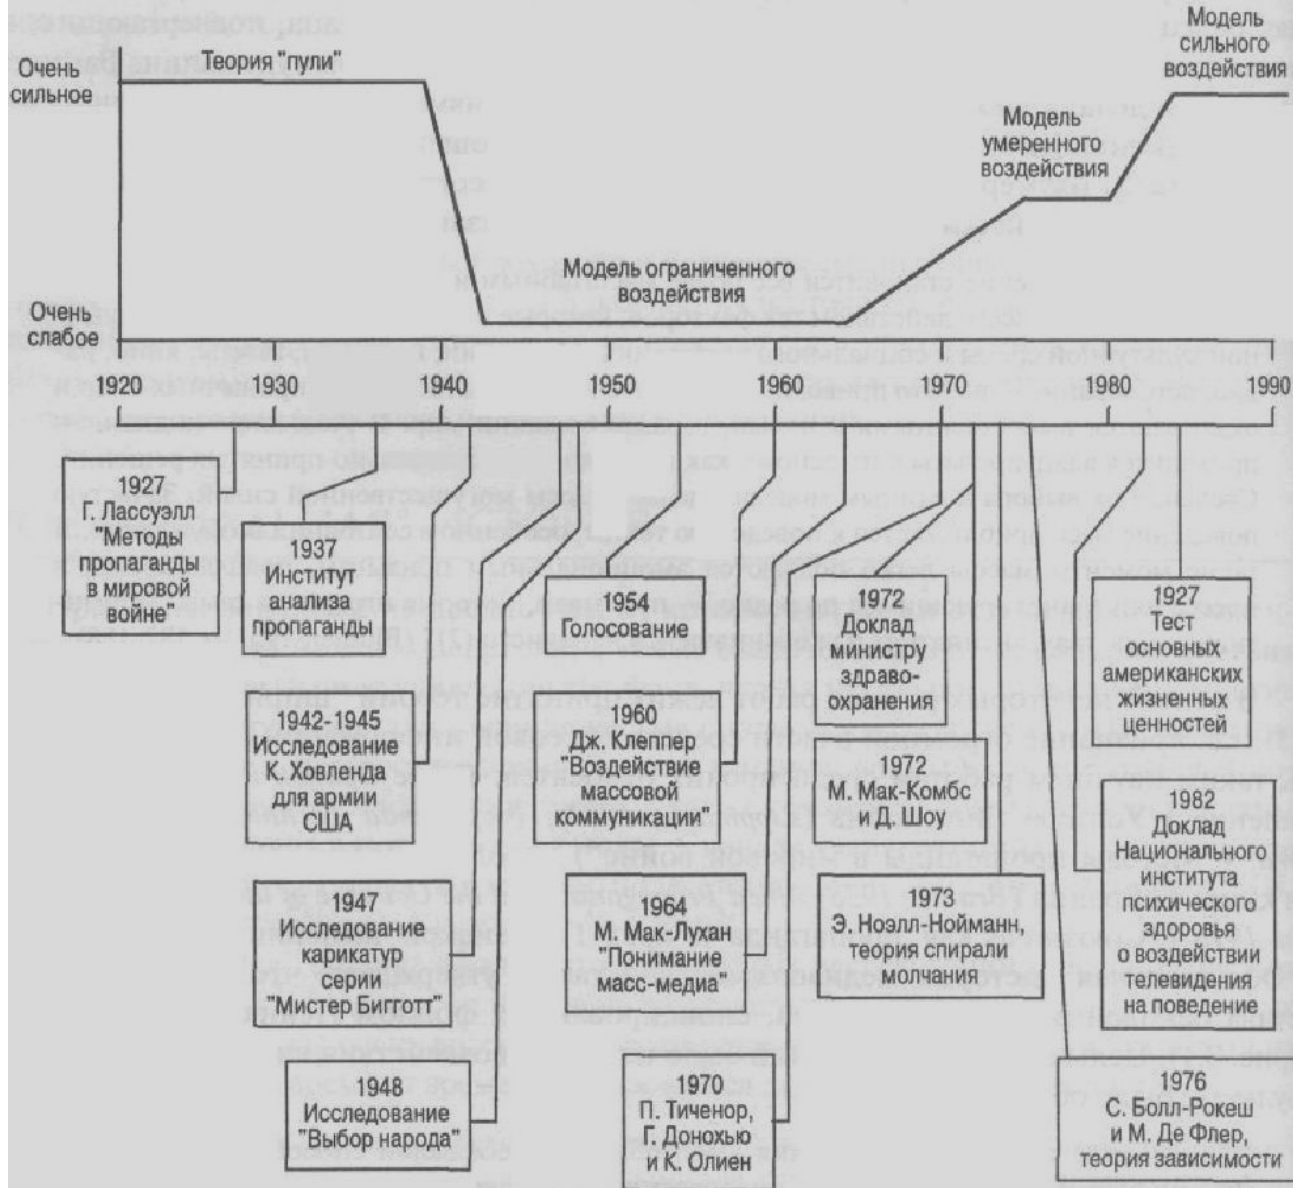 Модель
сильного
воздействия
Теория "пули"
Очень
сильное
Модель
умеренного
воздействия
Модель ограниченного
воздействия
Очень
слабое
1920
1930
1940
1950
1960
1970
1980
1990
1927
Г. Лассуэлл
"Методы
пропаганды
в мировой
войне"
1937
Институт
анализа
пропаганды
1954
Голосование
1972
Доклад
министру
здраво-
охранения
1927
Тест
основных
американских
жизненных
ценностей
1942-1945
Исследование
К. Ховленда
для армии
США
1960
Дж. Клеппер
"Воздействие
массовой
коммуникации"
1972
М. Мак-Комбс
и Д. Шоу
1982
Доклад
Национального
института
психического
здоровья
о воздействии
телевидения
на поведение
1947
Исследование
карикатур
серии
"Мистер Бигготт"
1964
М. Мак-Лухан
"Понимание
масс-медиа"
1973
Э. Ноэлл-Нойманн,
теория спирали
молчания
1948
Исследование
"Выбор народа"
1970
П. Тиченор,
Г. Донохью
и К. Олиен
1976
С. Болл-Рокеш
и М. Де Флер,
теория зависимости